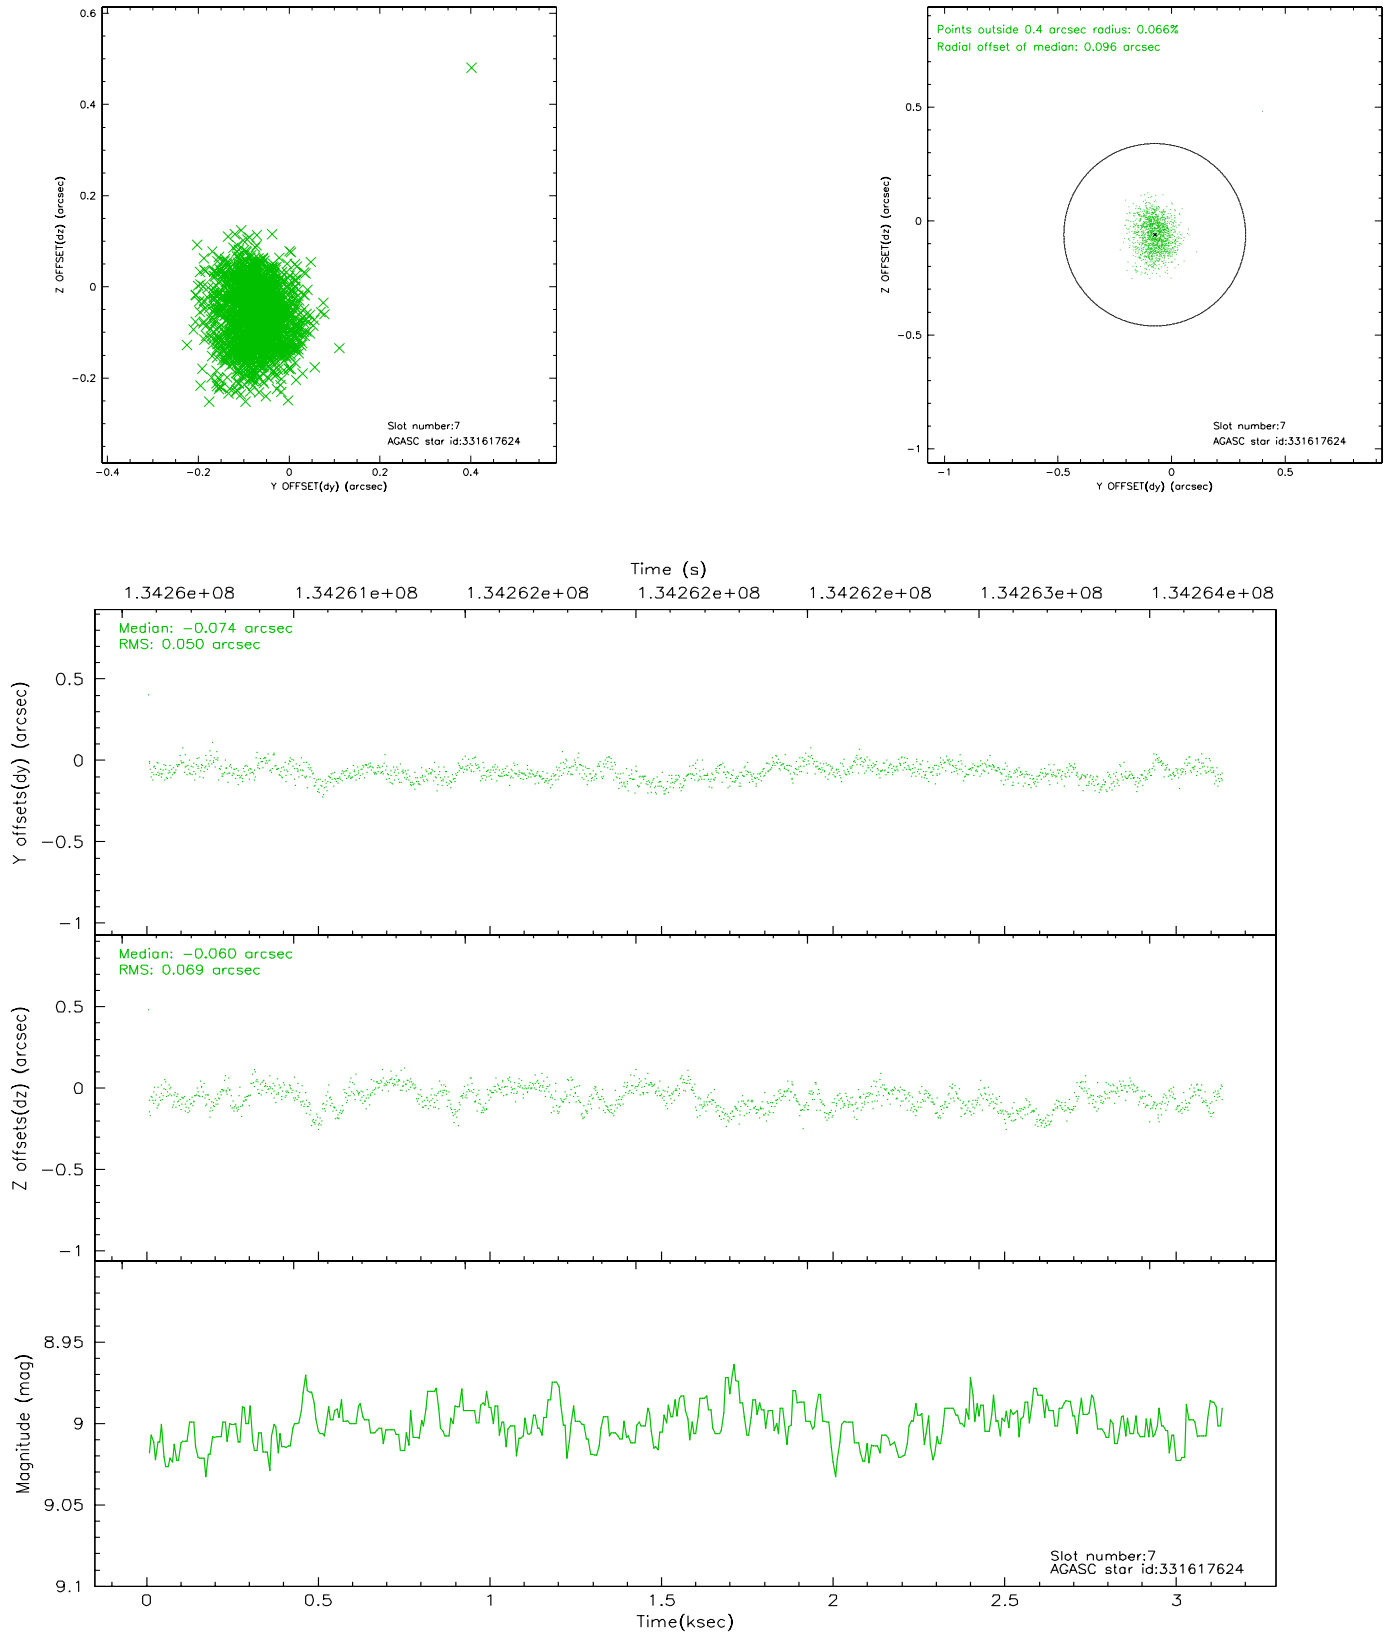 0.6
0.4
0.2
0
−0.2
Z OFFSET(dz) (arcsec)
Slot number:7
AGASC star id:331617624
−0.4
−0.2
0
0.2
0.4
Y OFFSET(dy) (arcsec)
Points outside 0.4 arcsec radius: 0.066%
Radial offset of median: 0.096 arcsec
0.5
0
−0.5
−1
Z OFFSET(dz) (arcsec)
Slot number:7
AGASC star id:331617624
−1
−0.5
0
0.5
Y OFFSET(dy) (arcsec)
Time (s)
1.3426e+08
1.34261e+08
1.34262e+08
1.34262e+08
1.34262e+08
1.34263e+08
1.34264e+08
Median: −0.074 arcsec
RMS: 0.050 arcsec
0.5
0
−0.5
−1
Y offsets(dy) (arcsec)
Median: −0.060 arcsec
RMS: 0.069 arcsec
0.5
0
−0.5
−1
Z offsets(dz) (arcsec)
8.95
9
9.05
9.1
Magnitude (mag)
Slot number:7
AGASC star id:331617624
0
0.5
1
1.5
2
2.5
3
Time(ksec)